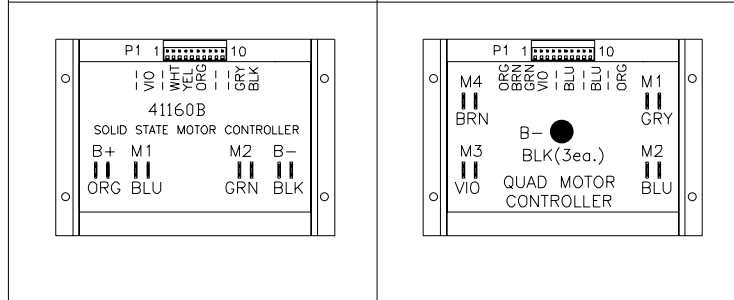 P1 1 10
-- VIO -- WHT YEL ORG -- -- GRY BLK
41160B
SOLID STATE MOTOR CONTROLLER
B+ M1 M2 B-
ORG BLU GRN BLK
P1 1 10
ORG BRN GRN VIO -- BLU -- BLU -- ORG
M4 M1
BRN GRY
B-
BLK(3ea.)
M3 M2
VIO BLU
QUAD MOTOR
CONTROLLER